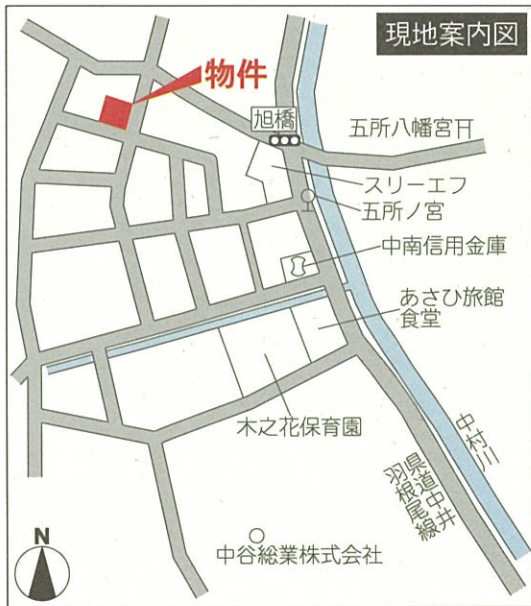 現地案内図
物件
旭橋
五所八幡宮
スリーエフ
五所ノ宮
中南信用金庫
あさひ旅館
食堂
木之花保育園
中村川
県道中井
羽根尾線
中谷総業株式会社
N